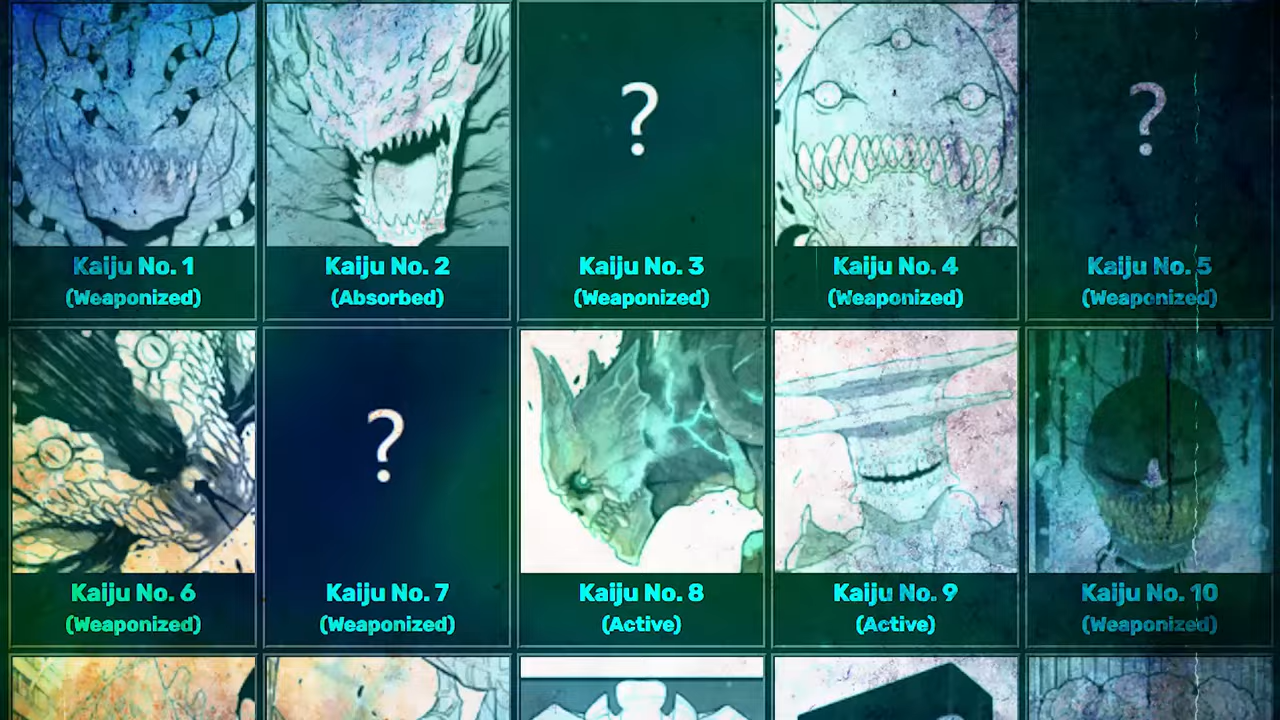 ?
?
Kaiju No. 1
(Weaponized)
Kaiju No. 2
(Absorbed)
Kaiju No. 3
(Weaponized)
Kaiju No. 4
(Weaponized)
Kaiju No. 5
(Weaponized)
?
Kaiju No. 6
(Weaponized)
Kaiju No. 7
(Weaponized)
Kaiju No. 8
(Active)
Kaiju No. 9
(Active)
Kaiju No. 10
(Weaponized)